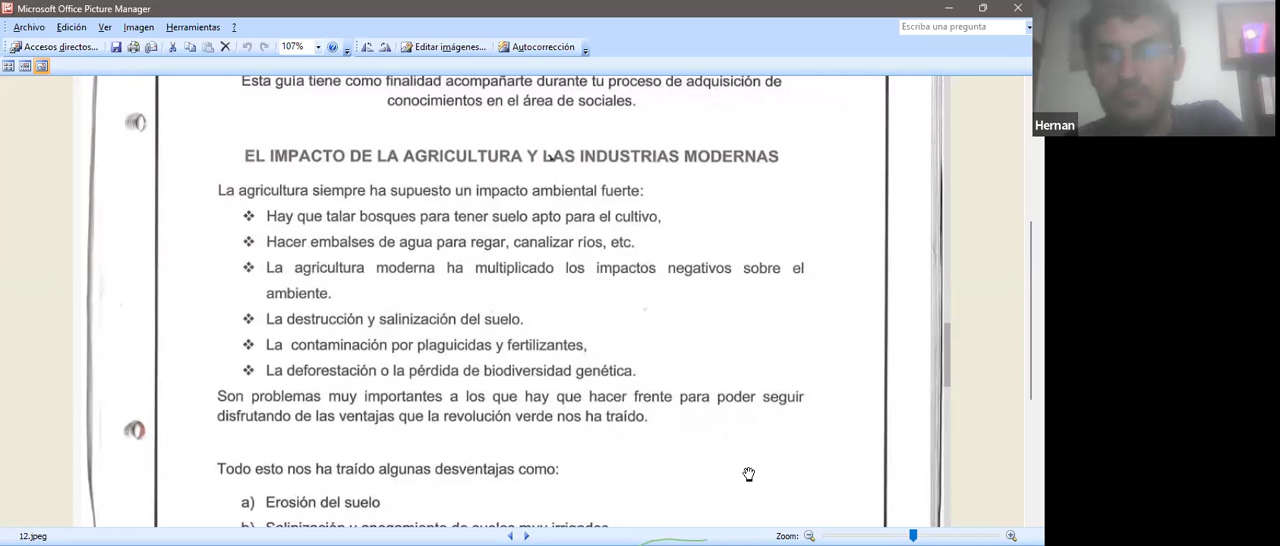 Microsoft Office Picture Manager
Archivo Edición Ver Imagen Herramientas ?
Escriba una pregunta
Accesos directos... 107% Editar imágenes... Autocorrección
Hernan
Esta guía tiene como finalidad acompañarte durante tu proceso de adquisición de
conocimientos en el área de sociales.
EL IMPACTO DE LA AGRICULTURA Y LAS INDUSTRIAS MODERNAS
La agricultura siempre ha supuesto un impacto ambiental fuerte:
❖ Hay que talar bosques para tener suelo apto para el cultivo,
❖ Hacer embalses de agua para regar, canalizar ríos, etc.
❖ La agricultura moderna ha multiplicado los impactos negativos sobre el
ambiente.
❖ La destrucción y salinización del suelo.
❖ La contaminación por plaguicidas y fertilizantes,
❖ La deforestación o la pérdida de biodiversidad genética.
Son problemas muy importantes a los que hay que hacer frente para poder seguir
disfrutando de las ventajas que la revolución verde nos ha traído.
Todo esto nos ha traído algunas desventajas como:
a) Erosión del suelo
b) Salinización y anegamiento de suelos muy irrigados
12.jpeg
Zoom: